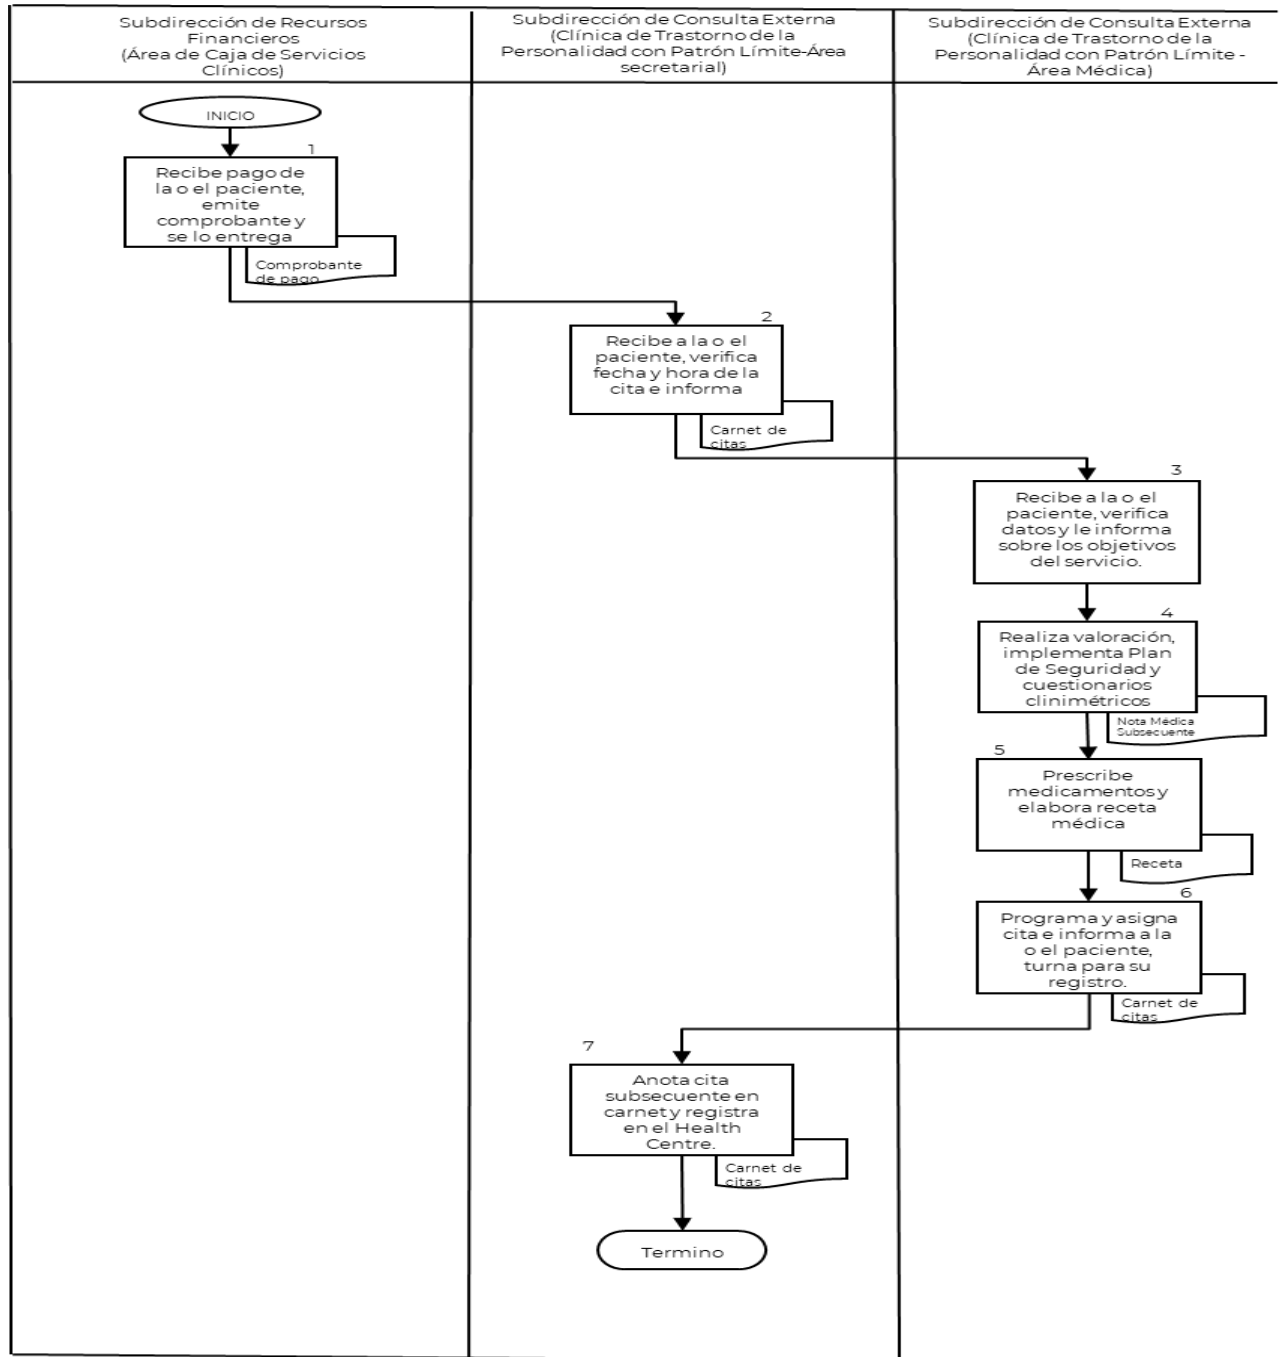 Subdirección de Recursos
Financieros
(Área de Caja de Servicios
Clínicos)
Subdirección de Consulta Externa
(Clínica de Trastorno de la
Personalidad con Patrón Límite-Área
secretarial)
Subdirección de Consulta Externa
(Clínica de Trastorno de la
Personalidad con Patrón Límite -
Área Médica)
INICIO
1
Recibe pago de
la o el paciente,
emite
comprobante y
se lo entrega
Comprobante
de pago
2
Recibe a la o el
paciente, verifica
fecha y hora de la
cita e informa
Carnet de
citas
3
Recibe a la o el
paciente, verifica
datos y le informa
sobre los objetivos
del servicio.
4
Realiza valoración,
implementa Plan
de Seguridad y
cuestionarios
clinimétricos
Nota Médica
Subsecuente
5
Prescribe
medicamentos y
elabora receta
médica
Receta
6
Programa y asigna
cita e informa a la
o el paciente,
turna para su
registro.
Carnet de
citas
7
Anota cita
subsecuente en
carnet y registra
en el Health
Centre.
Carnet de
citas
Termino